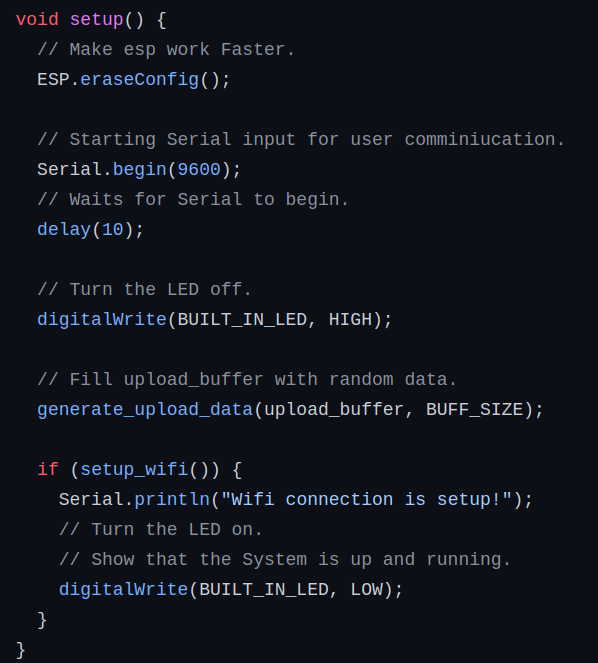 void setup() {
  // Make esp work Faster.
  ESP.eraseConfig();

  // Starting Serial input for user comminiucation.
  Serial.begin(9600);
  // Waits for Serial to begin.
  delay(10);

  // Turn the LED off.
  digitalWrite(BUILT_IN_LED, HIGH);

  // Fill upload_buffer with random data.
  generate_upload_data(upload_buffer, BUFF_SIZE);

  if (setup_wifi()) {
    Serial.println("Wifi connection is setup!");
    // Turn the LED on.
    // Show that the System is up and running.
    digitalWrite(BUILT_IN_LED, LOW);
  }
}